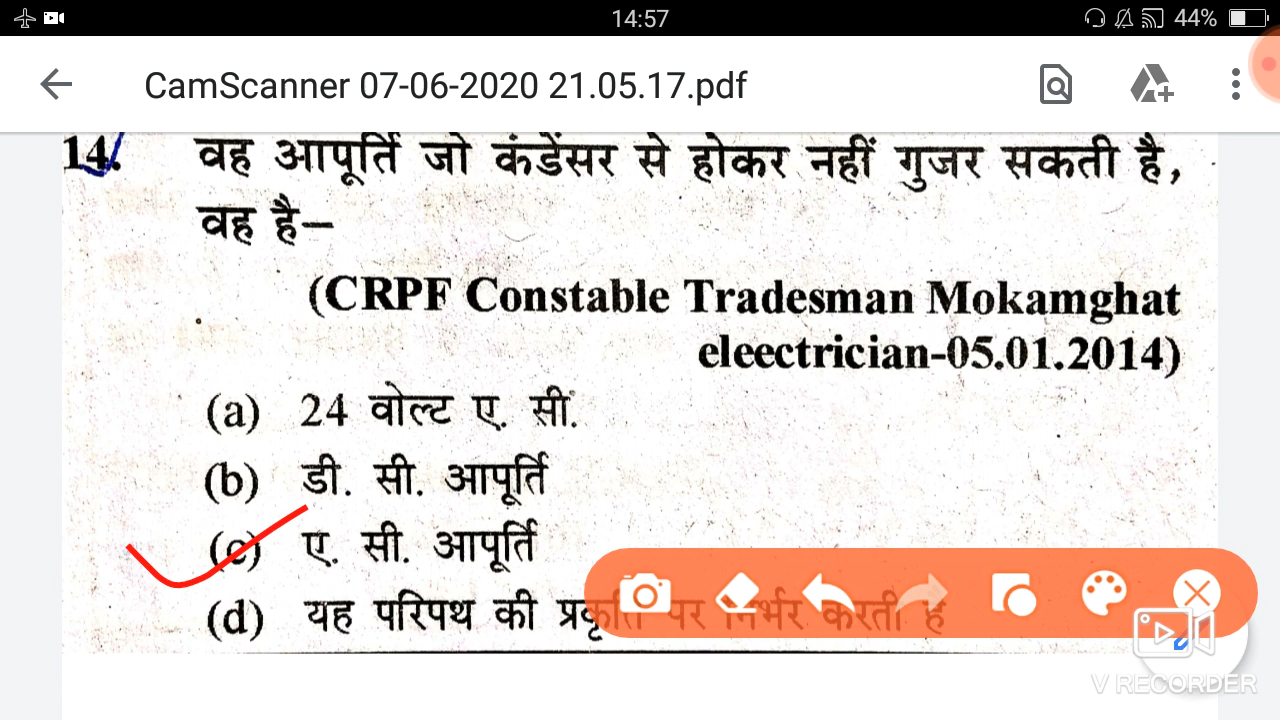 14:57
44%
CamScanner 07-06-2020 21.05.17.pdf
14. वह आपूर्ति जो कंडेंसर से होकर नहीं गुजर सकती है,
वह है—
(CRPF Constable Tradesman Mokamghat
eleectrician-05.01.2014)
(a) 24 वोल्ट ए. सी.
(b) डी. सी. आपूर्ति
(c) ए. सी. आपूर्ति
(d) यह परिपथ की प्रकृति पर निर्भर करती है
V RECORDER